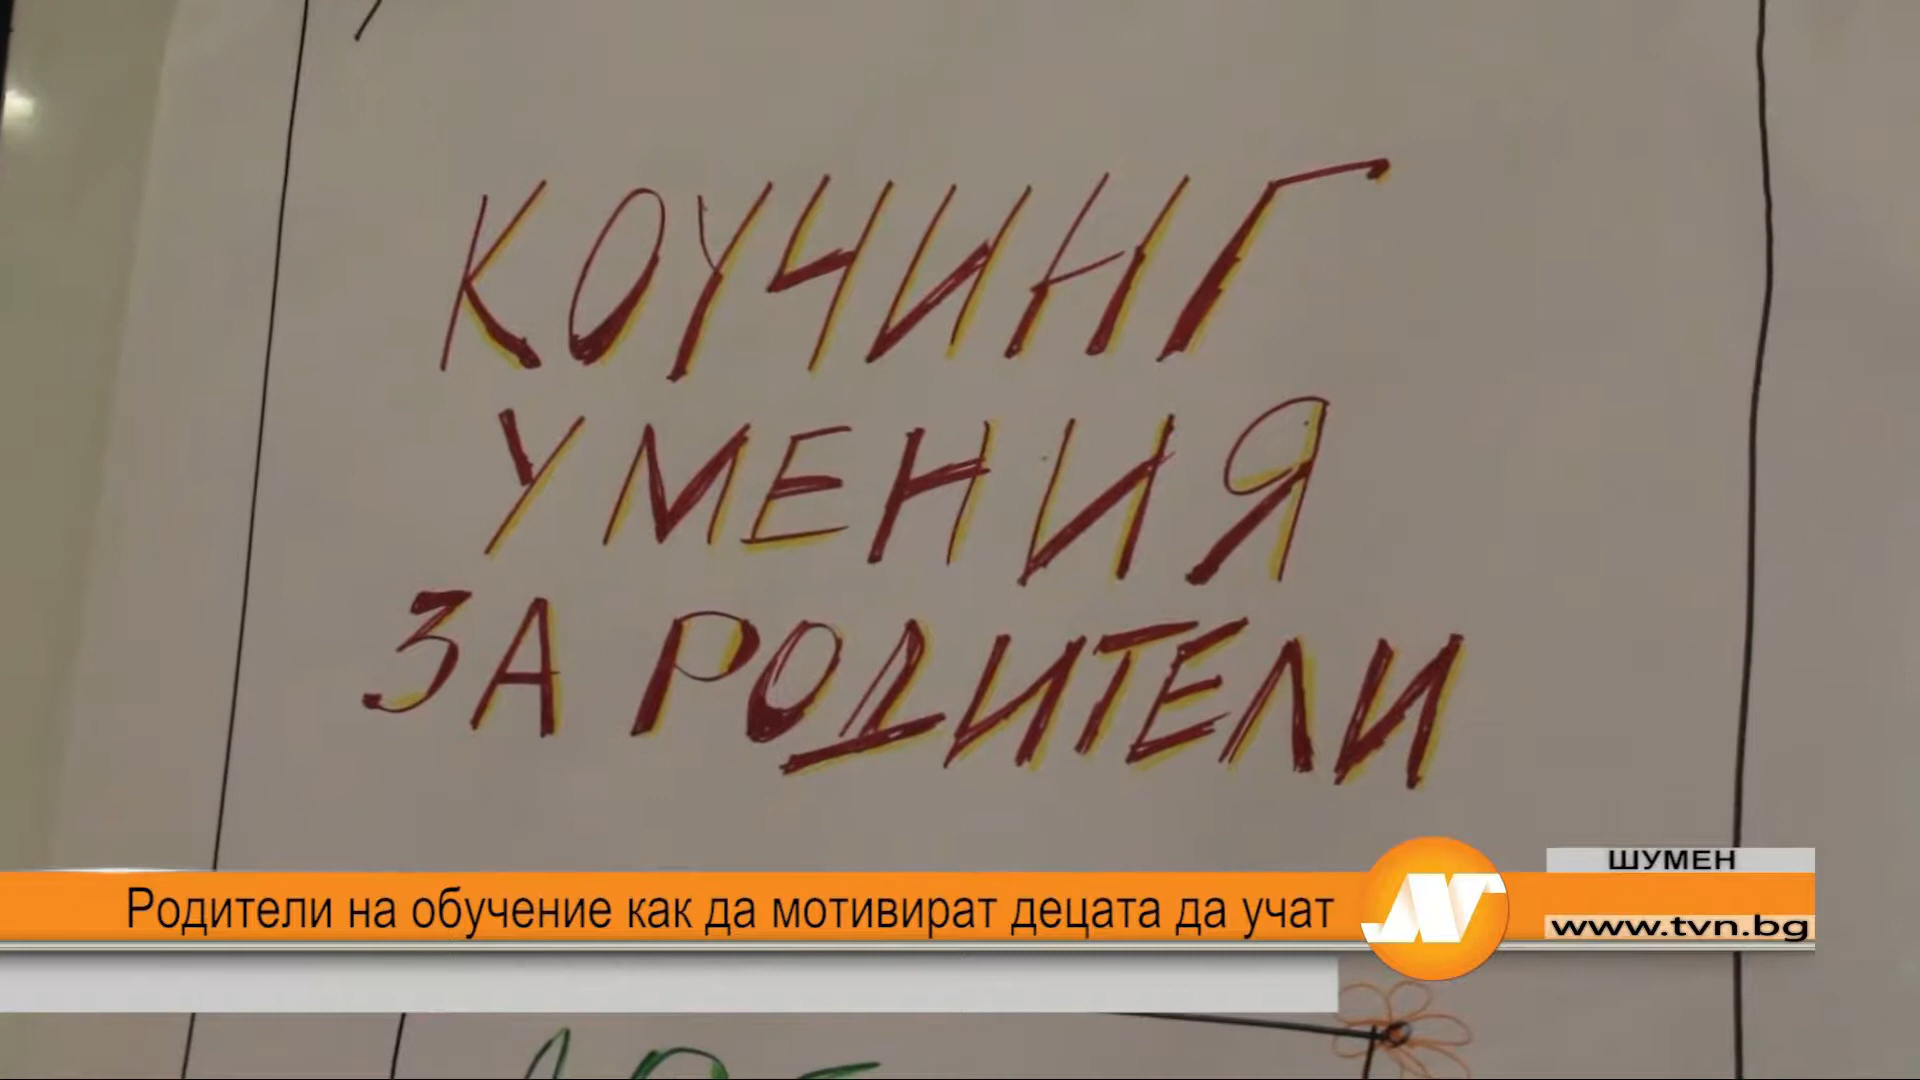 КОУЧИНГ
УМЕНИЯ
ЗА РОДИТЕЛИ
ШУМЕН
Родители на обучение как да мотивират децата да учат
www.tvn.bg